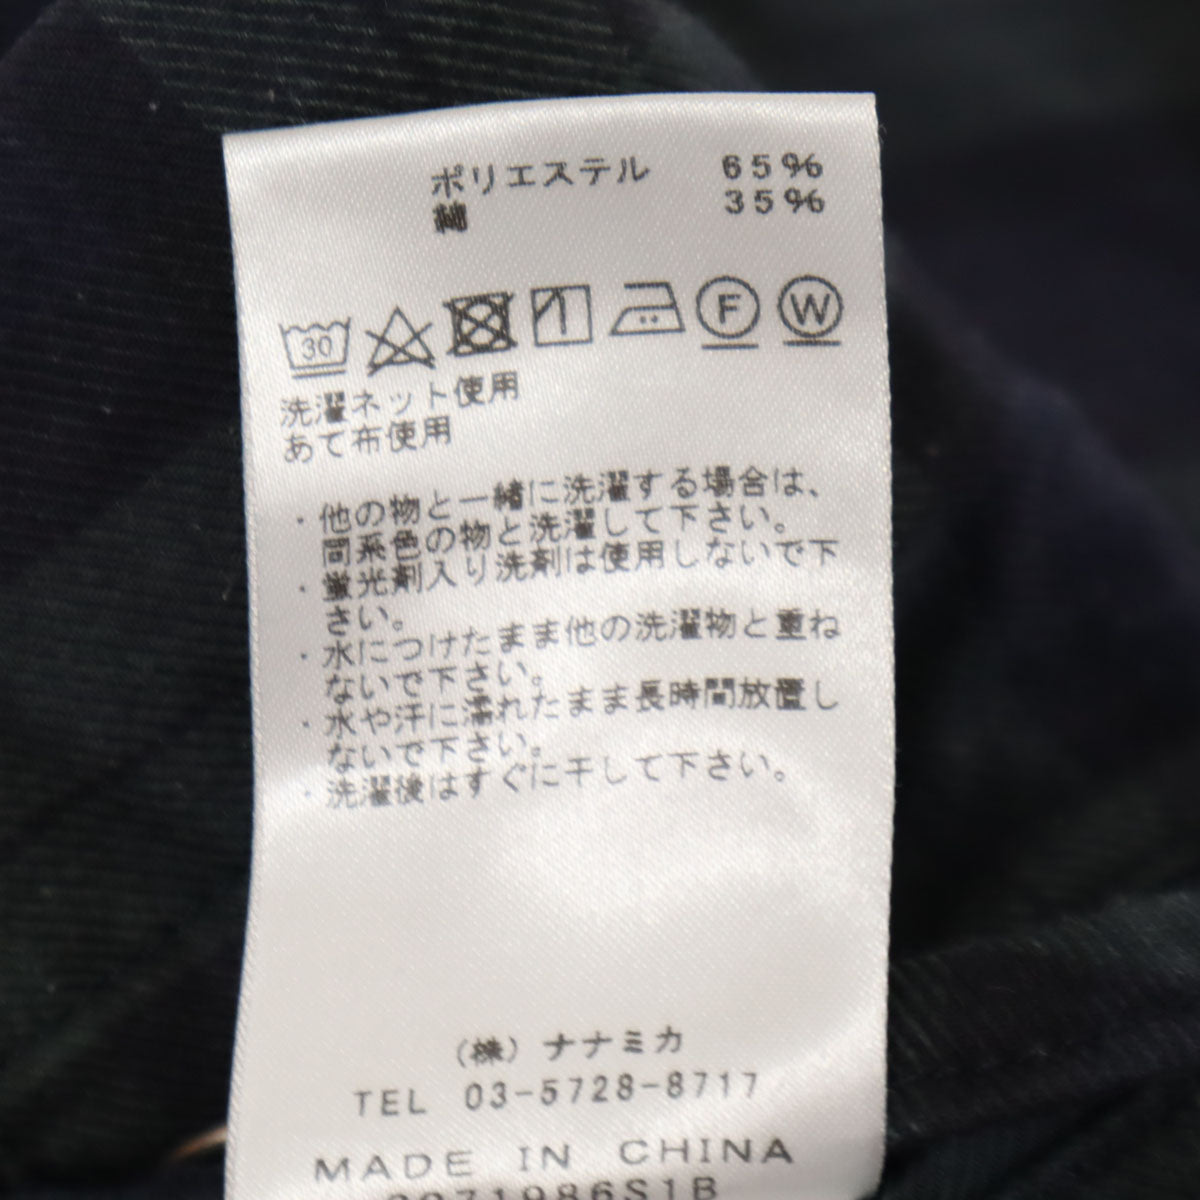 ポリエステル 65%
綿 35%
30
F W
洗濯ネット使用
あて布使用
・他の物と一緒に洗濯する場合は、
同系色の物と洗濯して下さい。
・蛍光剤入り洗剤は使用しないで下
さい。
・水につけたまま他の洗濯物と重ね
ないで下さい。
・水や汗に濡れたまま長時間放置し
ないで下さい。
・洗濯後はすぐに干して下さい。
(株) ナナミカ
TEL 03-5728-8717
MADE IN CHINA